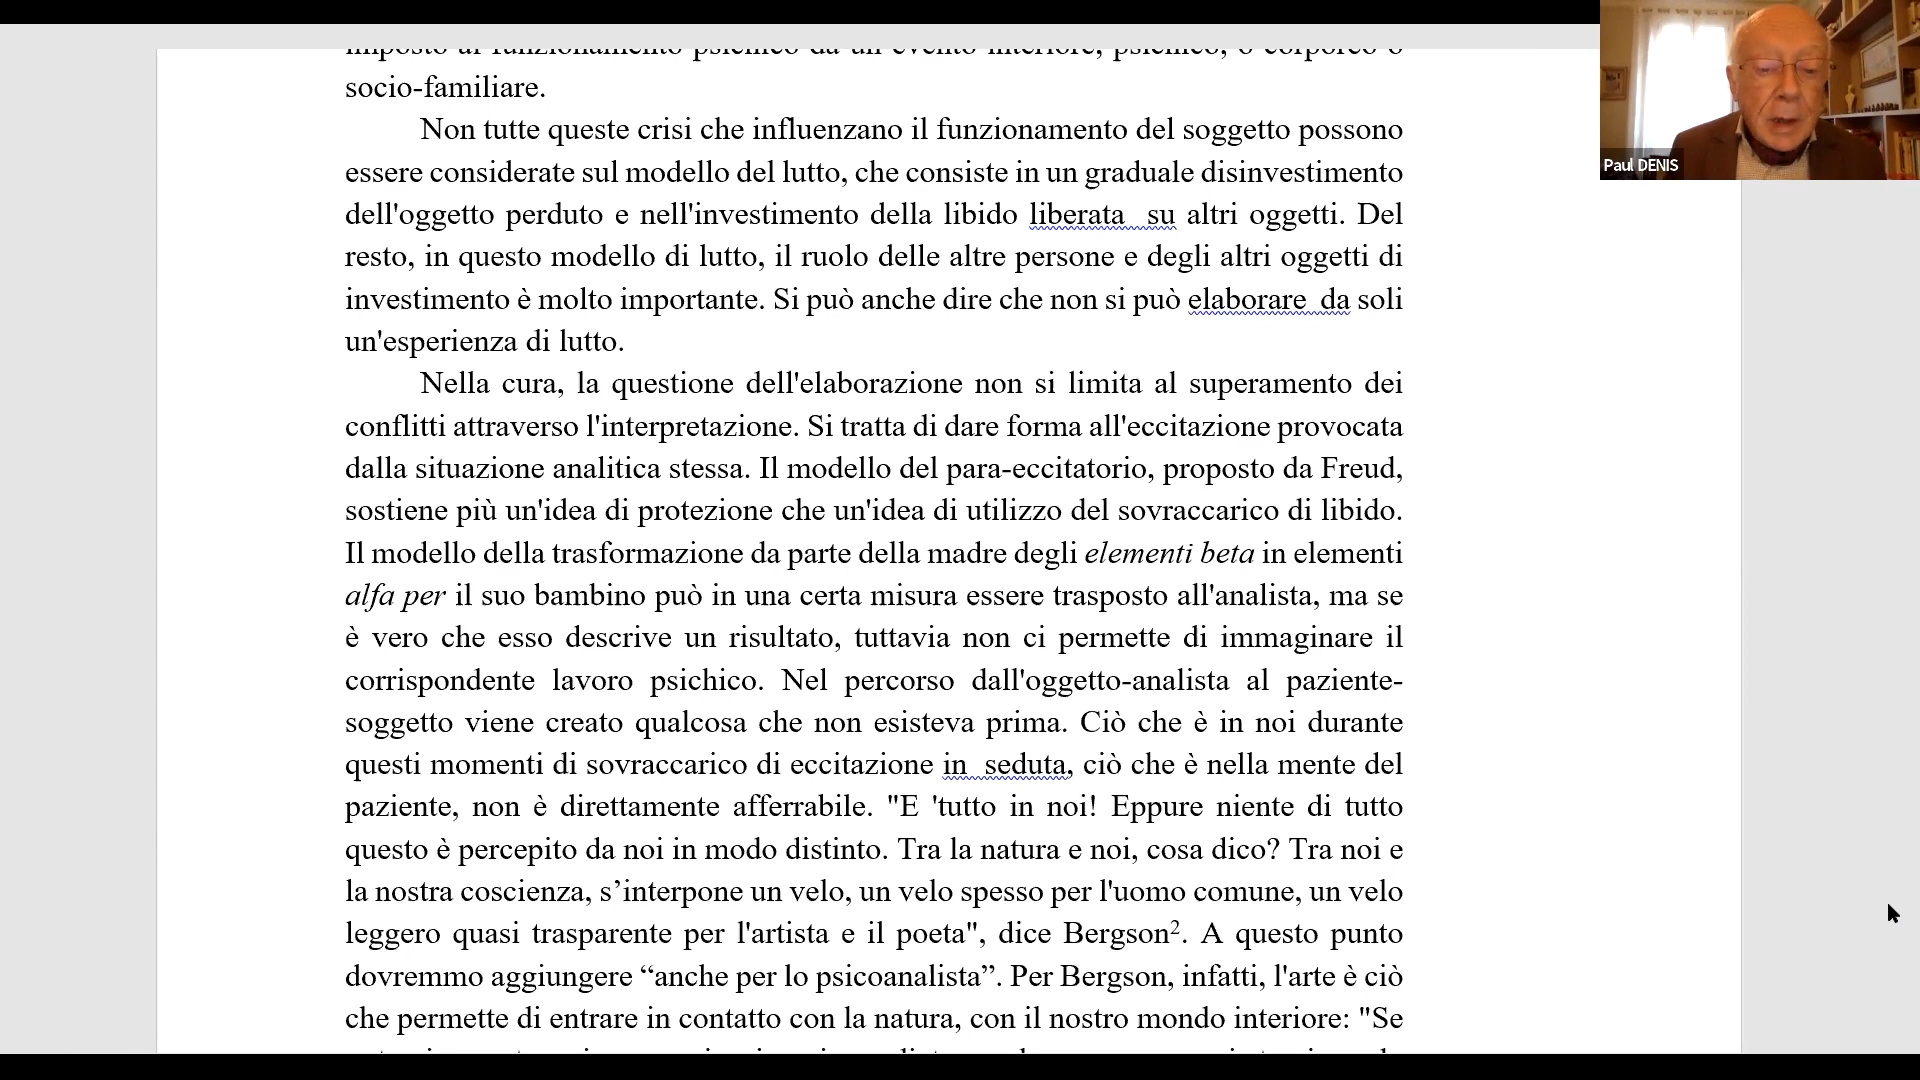 imposto al funzionamento psichico da un evento interiore, psichico, o corporeo o
socio-familiare.
Non tutte queste crisi che influenzano il funzionamento del soggetto possono
essere considerate sul modello del lutto, che consiste in un graduale disinvestimento
dell'oggetto perduto e nell'investimento della libido liberata  su altri oggetti. Del
resto, in questo modello di lutto, il ruolo delle altre persone e degli altri oggetti di
investimento è molto importante. Si può anche dire che non si può elaborare  da soli
un'esperienza di lutto.
Nella cura, la questione dell'elaborazione non si limita al superamento dei
conflitti attraverso l'interpretazione. Si tratta di dare forma all'eccitazione provocata
dalla situazione analitica stessa. Il modello del para-eccitatorio, proposto da Freud,
sostiene più un'idea di protezione che un'idea di utilizzo del sovraccarico di libido.
Il modello della trasformazione da parte della madre degli elementi beta in elementi
alfa per il suo bambino può in una certa misura essere trasposto all'analista, ma se
è vero che esso descrive un risultato, tuttavia non ci permette di immaginare il
corrispondente lavoro psichico. Nel percorso dall'oggetto-analista al paziente-
soggetto viene creato qualcosa che non esisteva prima. Ciò che è in noi durante
questi momenti di sovraccarico di eccitazione in  seduta, ciò che è nella mente del
paziente, non è direttamente afferrabile. "E 'tutto in noi! Eppure niente di tutto
questo è percepito da noi in modo distinto. Tra la natura e noi, cosa dico? Tra noi e
la nostra coscienza, s’interpone un velo, un velo spesso per l'uomo comune, un velo
leggero quasi trasparente per l'artista e il poeta", dice Bergson². A questo punto
dovremmo aggiungere “anche per lo psicoanalista”. Per Bergson, infatti, l'arte è ciò
che permette di entrare in contatto con la natura, con il nostro mondo interiore: "Se
Paul DENIS